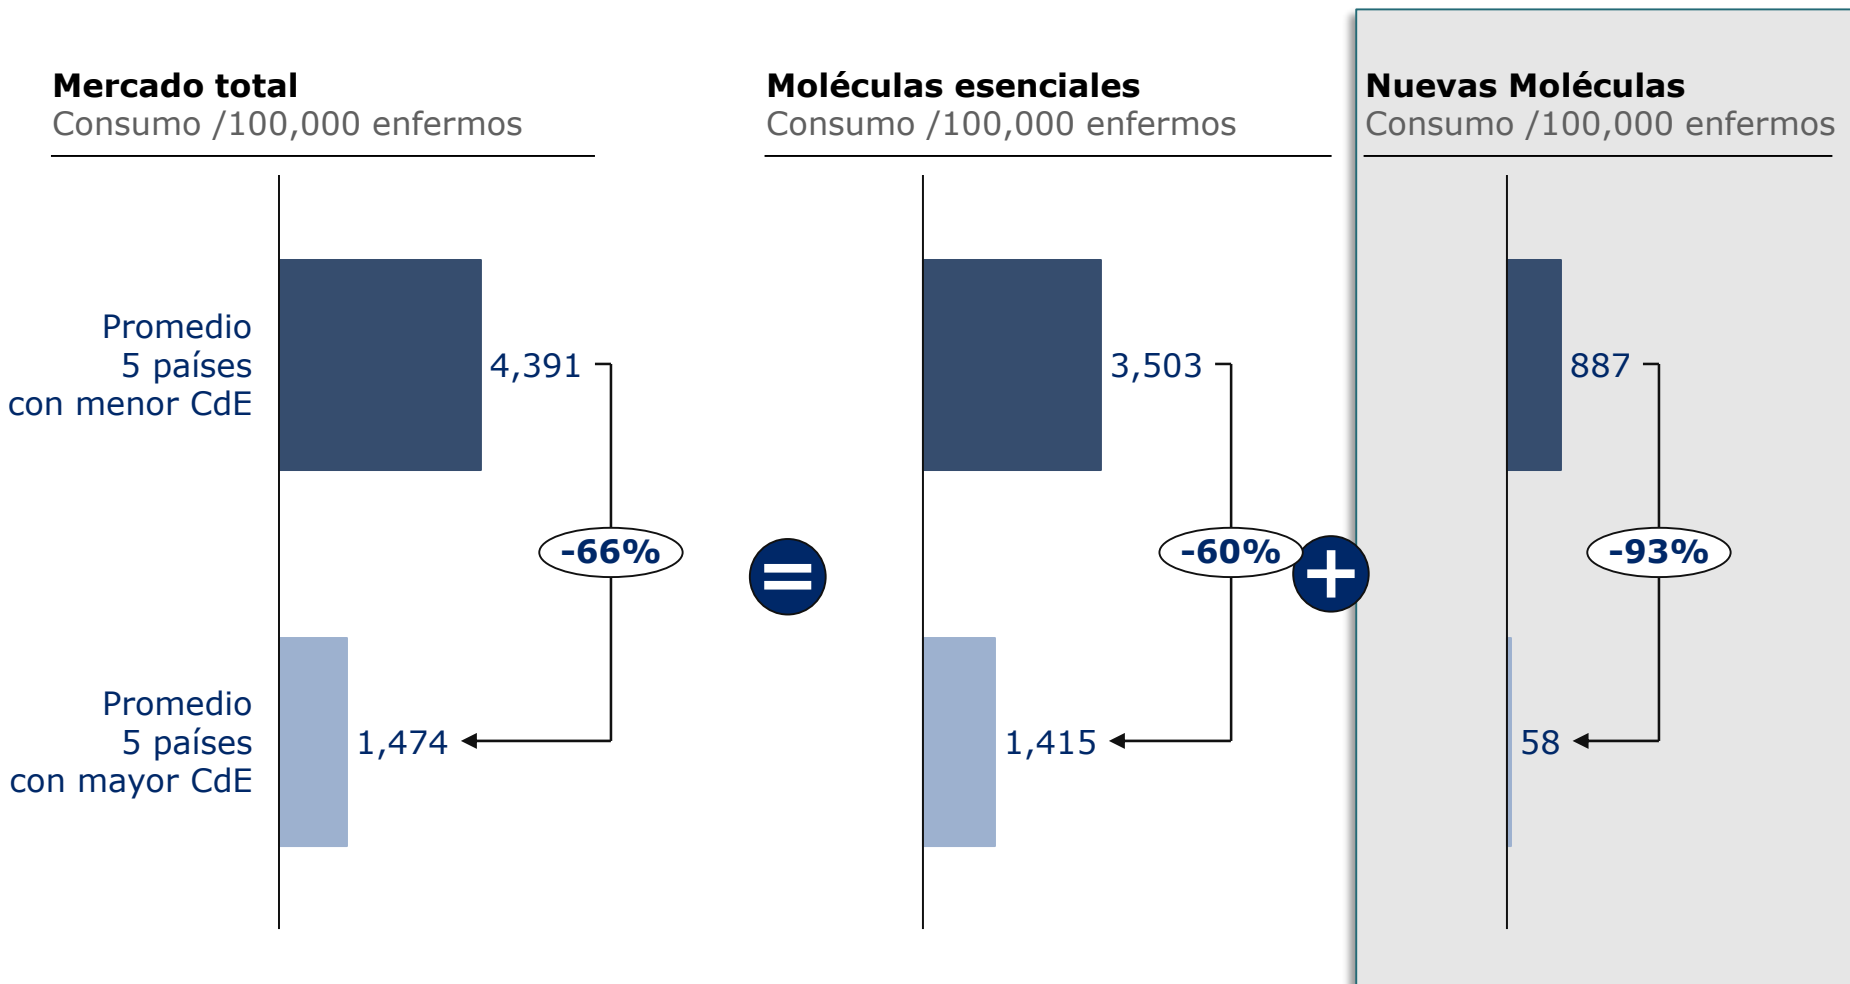 Mercado total
Consumo /100,000 enfermos
Moléculas esenciales
Consumo /100,000 enfermos
Nuevas Moléculas
Consumo /100,000 enfermos
Promedio
5 países
con menor CdE
4,391
3,503
887
-66%
=
-60%
+
-93%
Promedio
5 países
con mayor CdE
1,474
1,415
58